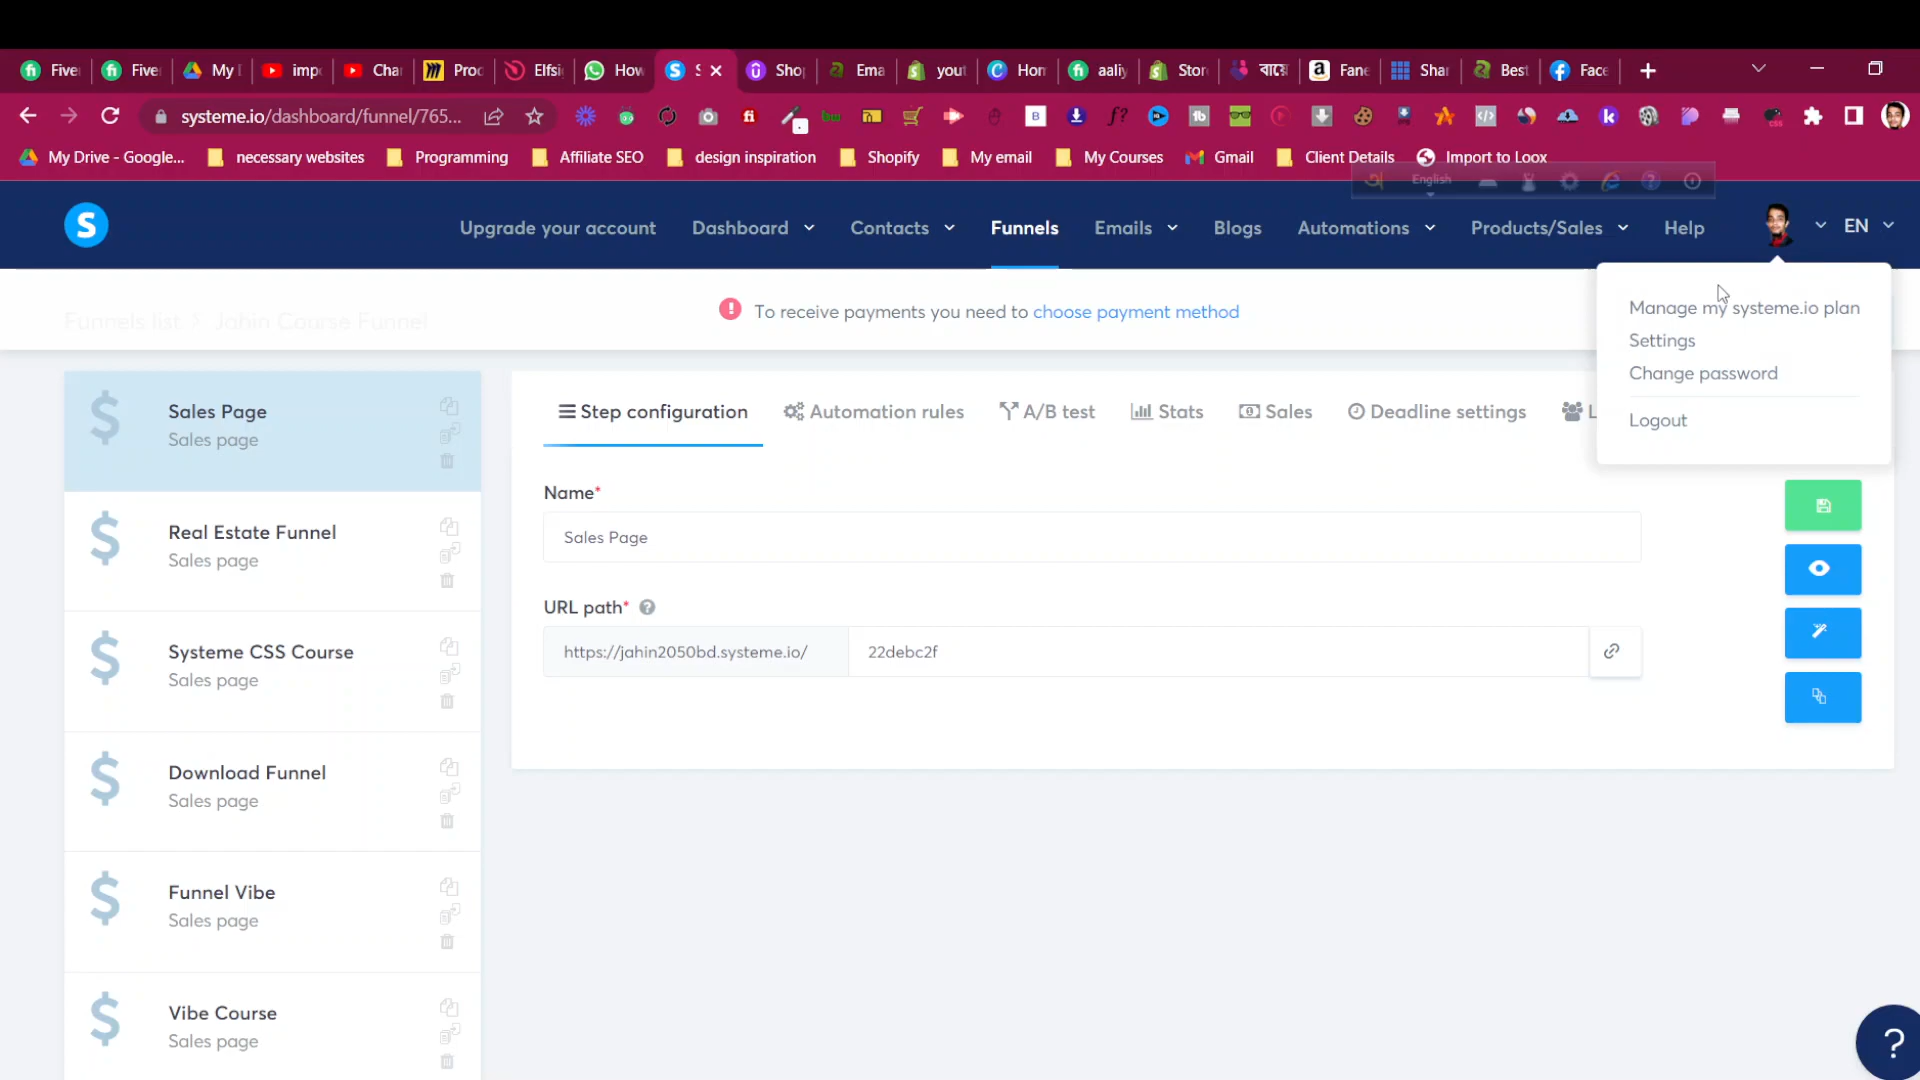 Five
Five
My D
imp
Cha
Proc
Elfsi
How
S
Shop
Ema
yout
Hom
aaliy
Stor
বায়ে
Fane
Shar
Best
Face
systeme.io/dashboard/funnel/765...
My Drive - Google...
necessary websites
Programming
Affiliate SEO
design inspiration
Shopify
My email
My Courses
Gmail
Client Details
Import to Loox
English
S
Upgrade your account
Dashboard
Contacts
Funnels
Emails
Blogs
Automations
Products/Sales
Help
EN
Funnels list
Jahin Course Funnel
To receive payments you need to choose payment method
Manage my systeme.io plan
Settings
Change password
Logout
Sales Page
Sales page
Real Estate Funnel
Sales page
Systeme CSS Course
Sales page
Download Funnel
Sales page
Funnel Vibe
Sales page
Vibe Course
Sales page
Step configuration
Automation rules
A/B test
Stats
Sales
Deadline settings
L
Name*
Sales Page
URL path*
https://jahin2050bd.systeme.io/
22debc2f
?